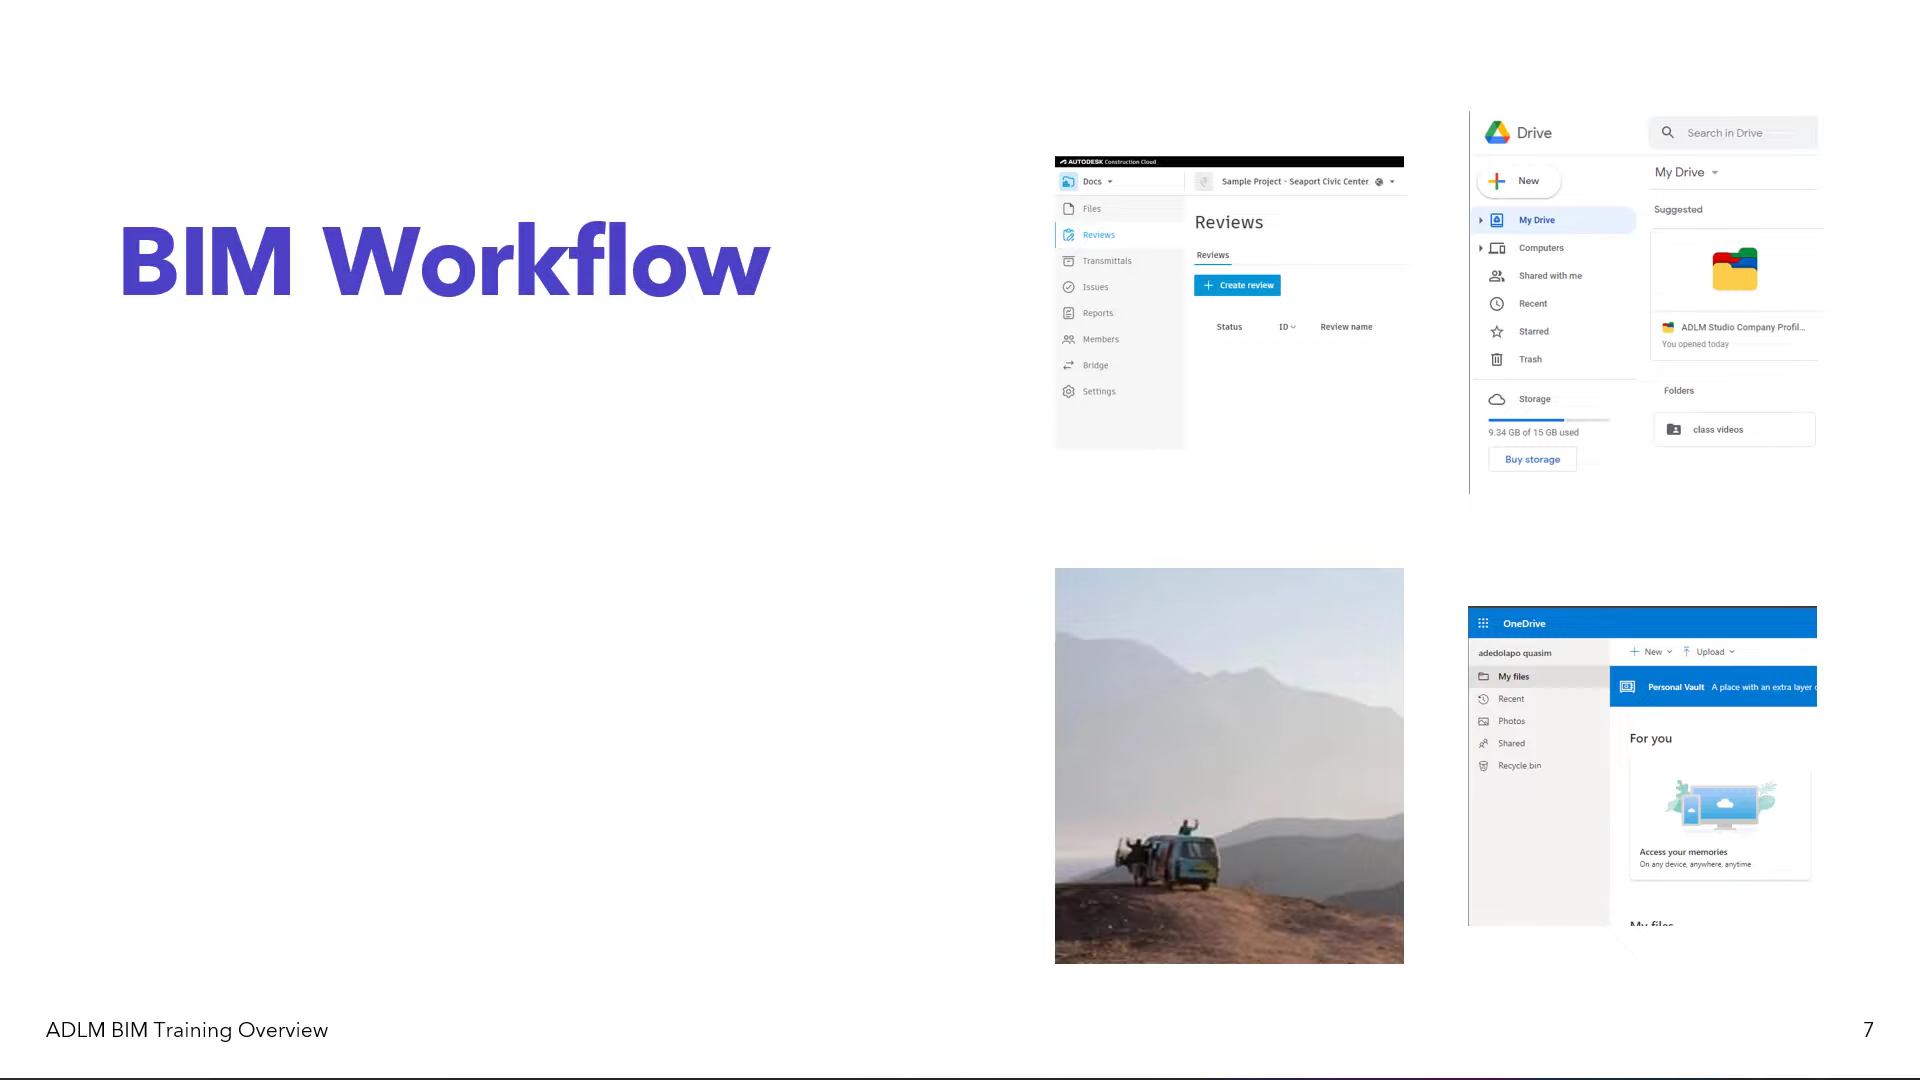 BIM Workflow
AUTODESK Construction Cloud
Docs
Sample Project - Seaport Civic Center
Files
Reviews
Transmittals
Issues
Reports
Members
Bridge
Settings
Reviews
Reviews
Create review
Status ID Review name
Drive
Search in Drive
New
My Drive
My Drive
Computers
Shared with me
Recent
Starred
Trash
Storage
9.34 GB of 15 GB used
Buy storage
Suggested
ADLM Studio Company Profil...
You opened today
Folders
class videos
OneDrive
adedolapo quasim
My files
Recent
Photos
Shared
Recycle bin
New Upload
Personal Vault A place with an extra layer
For you
Access your memories
On any device, anywhere, anytime
My files
ADLM BIM Training Overview
7